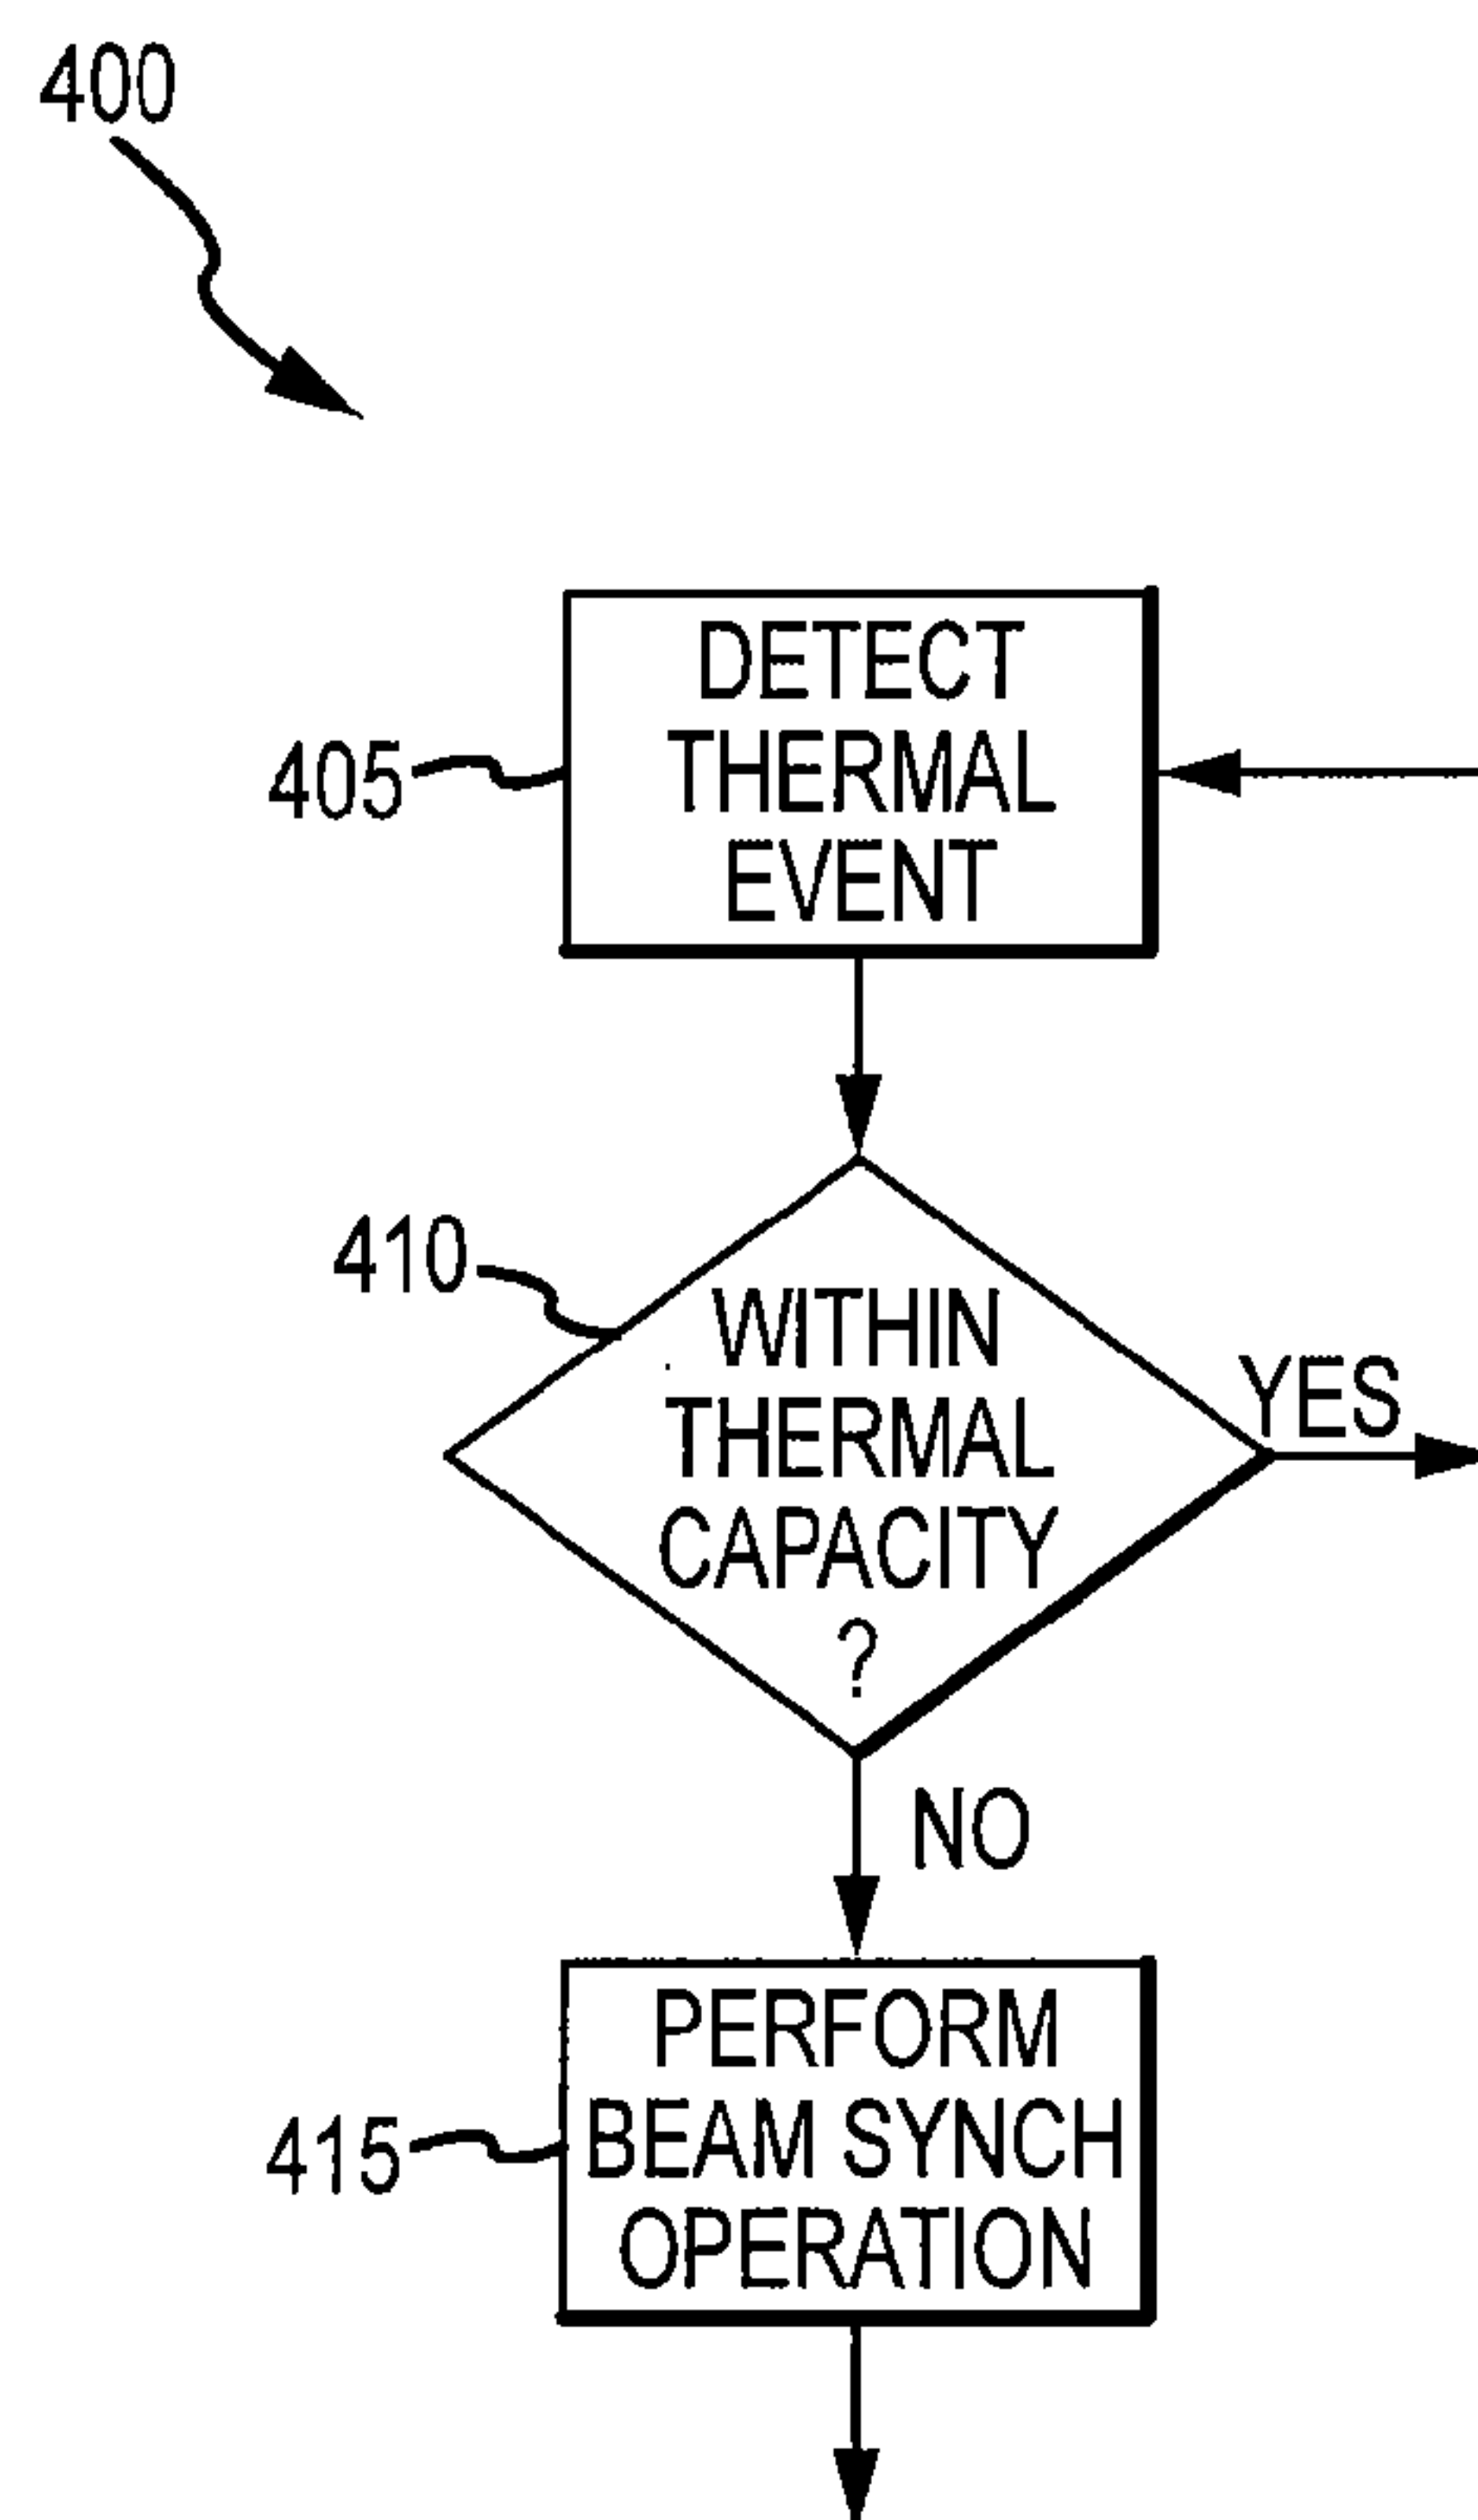 400
DETECT
THERMAL
EVENT
405
410
WITHIN
THERMAL
CAPACITY
?
YES
NO
PERFORM
BEAM SYNCH
OPERATION
415